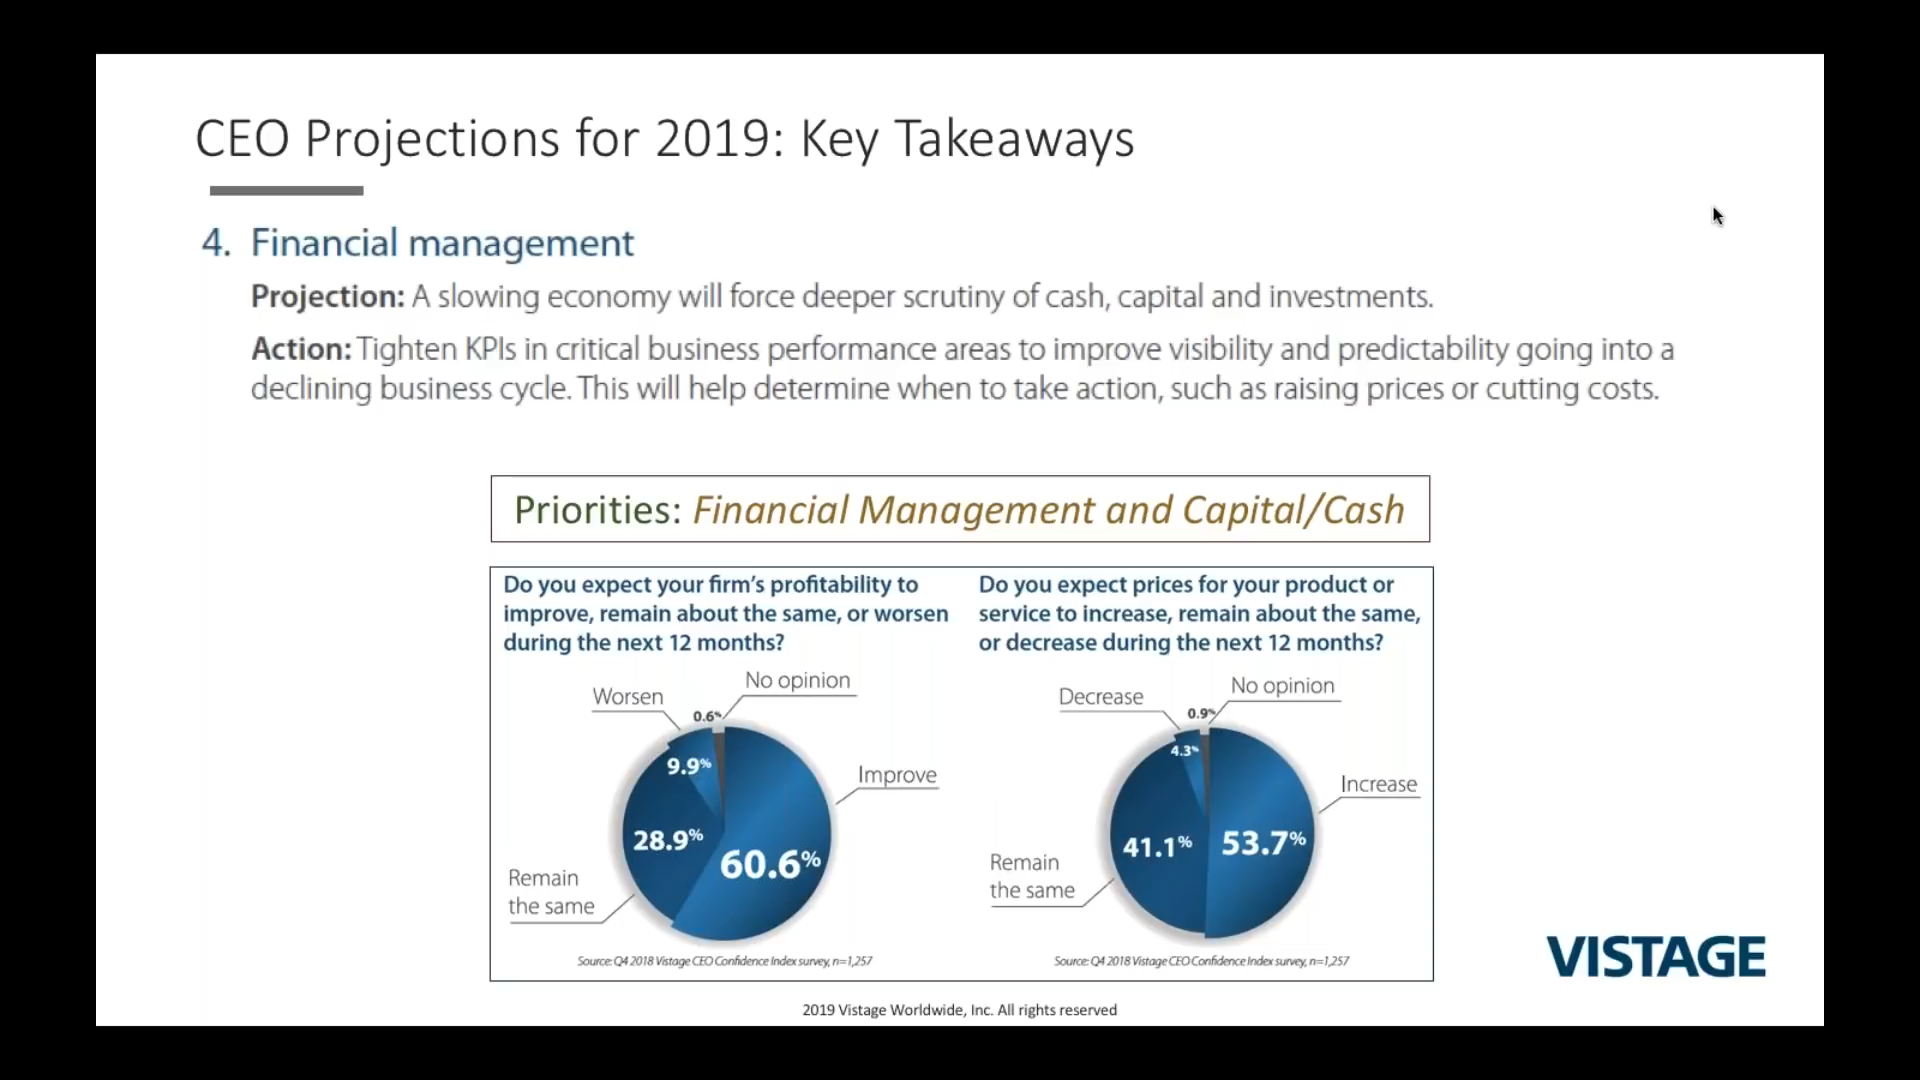 CEO Projections for 2019: Key Takeaways
4. Financial management
Projection: A slowing economy will force deeper scrutiny of cash, capital and investments.
Action: Tighten KPIs in critical business performance areas to improve visibility and predictability going into a
declining business cycle. This will help determine when to take action, such as raising prices or cutting costs.
Priorities: Financial Management and Capital/Cash
Do you expect your firm's profitability to
improve, remain about the same, or worsen
during the next 12 months?
No opinion
Worsen
0.6%
9.9%
Improve
28.9%
60.6%
Remain
the same
Source: Q4 2018 Vistage CEO Confidence Index survey, n=1,257
Do you expect prices for your product or
service to increase, remain about the same,
or decrease during the next 12 months?
No opinion
Decrease
0.9%
4.3%
Increase
41.1%
53.7%
Remain
the same
Source: Q4 2018 Vistage CEO Confidence Index survey, n=1,257
VISTAGE
2019 Vistage Worldwide, Inc. All rights reserved